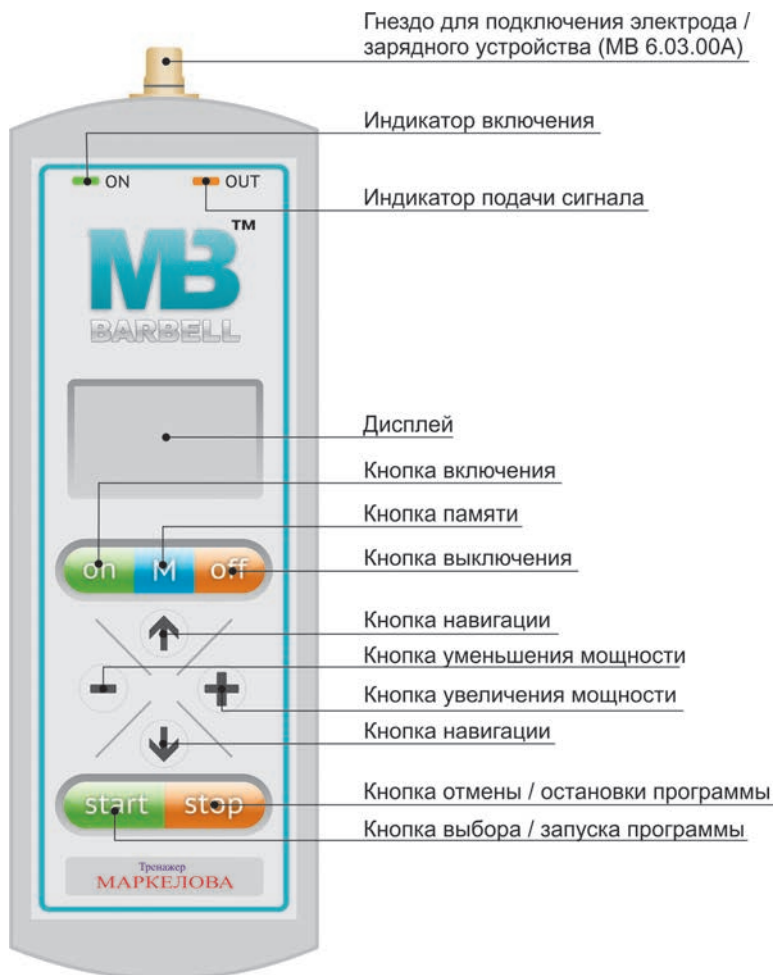 Гнездо для подключения электрода /
зарядного устройства (МВ 6.03.00А)
Индикатор включения
ON
OUT
Индикатор подачи сигнала
TM
MB
BARBELL
Дисплей
Кнопка включения
Кнопка памяти
on M off
Кнопка выключения
Кнопка навигации
Кнопка уменьшения мощности
Кнопка увеличения мощности
Кнопка навигации
Кнопка отмены / остановки программы
start stop
Кнопка выбора / запуска программы
Тренажер
МАРКЕЛОВА